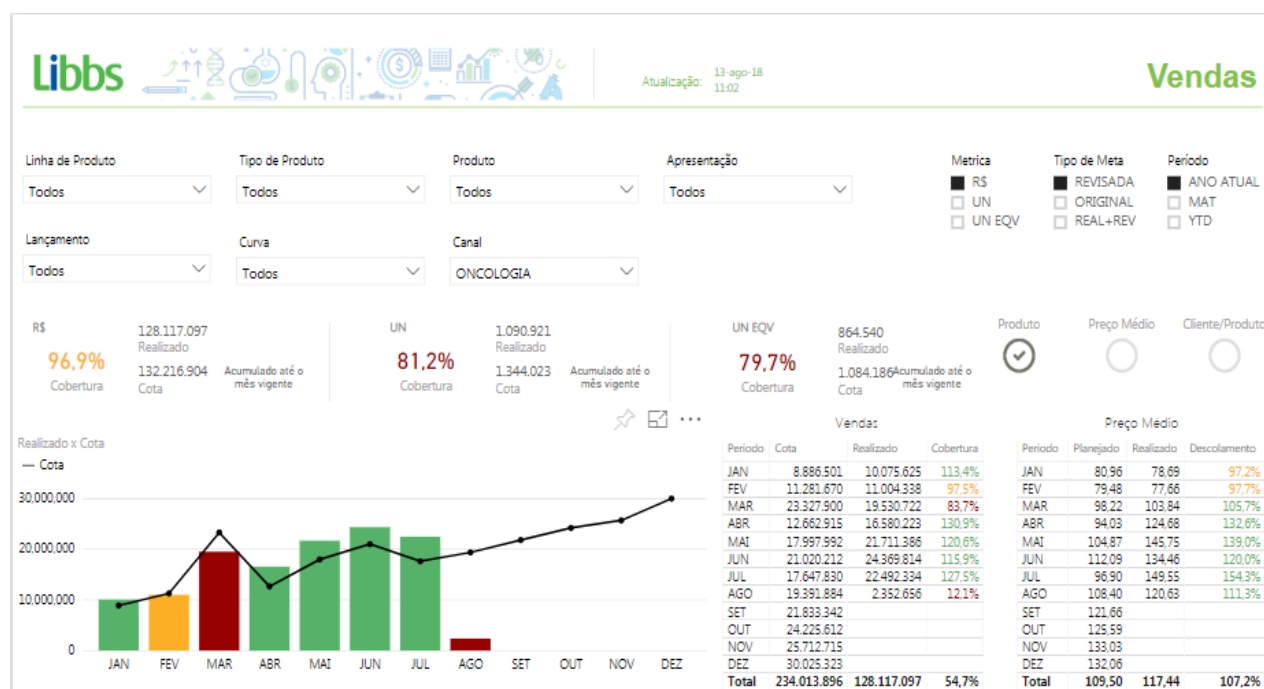 Libbs
Atualização: 13-ago-18
11:02
Vendas
Linha de Produto Tipo de Produto Produto Apresentação Metrica Tipo de Meta Período
Todos Todos Todos Todos R$ REVISADA ANO ATUAL
UN ORIGINAL MAT
UN EQV REAL+REV YTD
Lançamento Curva Canal
Todos Todos ONCOLOGIA
R$
96,9%
Cobertura
128.117.097
Realizado
132.216.904
Cota
Acumulado até o
mês vigente
UN
81,2%
Cobertura
1.090.921
Realizado
1.344.023
Cota
Acumulado até o
mês vigente
UN EQV
79,7%
Cobertura
864.540
Realizado
1.084.186
Cota
Acumulado até o
mês vigente
Produto Preço Médio Cliente/Produto
Realizado x Cota
Cota
30.000.000
20.000.000
10.000.000
0
JAN FEV MAR ABR MAI JUN JUL AGO SET OUT NOV DEZ
Vendas
Período Cota Realizado Cobertura
JAN 8.886.501 10.075.625 113,4%
FEV 11.281.670 11.004.338 97,5%
MAR 23.327.900 19.530.722 83,7%
ABR 12.662.915 16.580.223 130,9%
MAI 17.997.992 21.711.386 120,6%
JUN 21.020.212 24.369.814 115,9%
JUL 17.647.830 22.492.334 127,5%
AGO 19.391.884 2.352.656 12,1%
SET 21.833.342
OUT 24.225.612
NOV 25.712.715
DEZ 30.025.323
Total 234.013.896 128.117.097 54,7%
Preço Médio
Período Planejado Realizado Descolamento
JAN 80,96 78,69 97,2%
FEV 79,48 77,66 97,7%
MAR 98,22 103,84 105,7%
ABR 94,03 124,68 132,6%
MAI 104,87 145,75 139,0%
JUN 112,09 134,46 120,0%
JUL 96,90 149,55 154,3%
AGO 108,40 120,63 111,3%
SET 121,66
OUT 125,59
NOV 133,03
DEZ 132,06
Total 109,50 117,44 107,2%